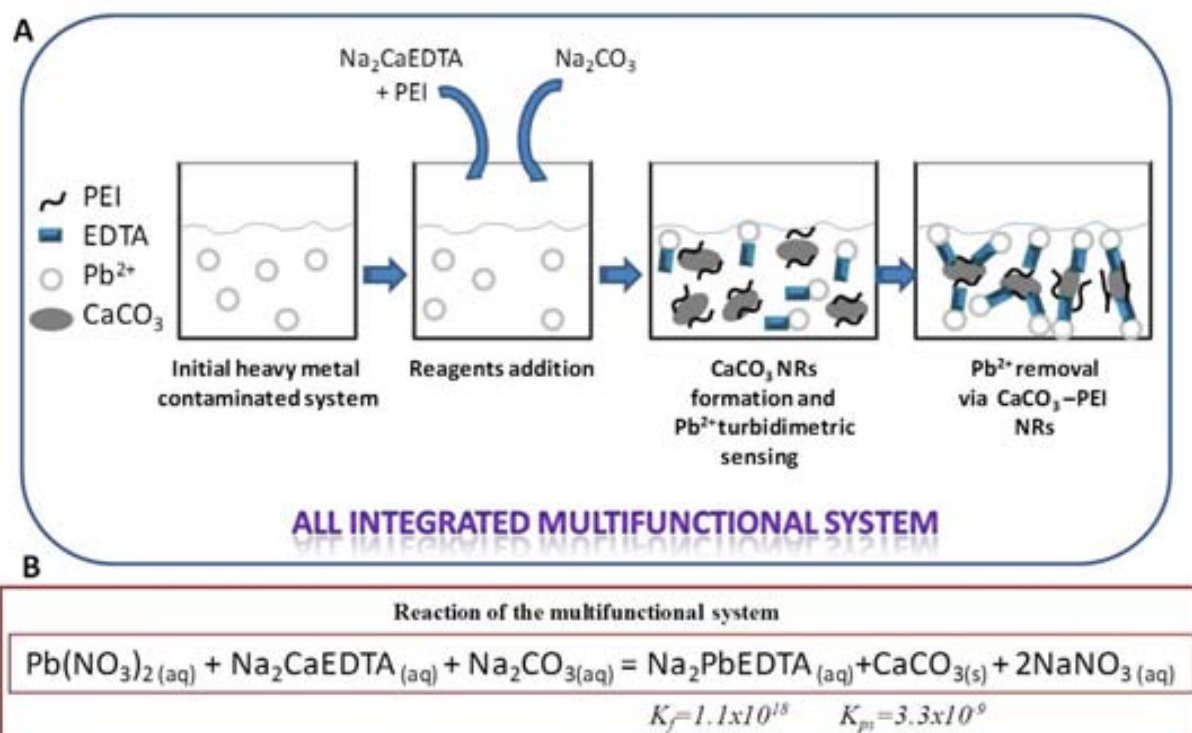 A
Na₂CaEDTA
+ PEI
Na₂CO₃
PEI
EDTA
Pb²⁺
CaCO₃
Initial heavy metal
contaminated system
Reagents addition
CaCO₃ NRs
formation and
Pb²⁺turbidimetric
sensing
Pb²⁺ removal
via CaCO₃–PEI
NRs
ALL INTEGRATED MULTIFUNCTIONAL SYSTEM
B
Reaction of the multifunctional system
Pb(NO₃)₂ (aq) + Na₂CaEDTA (aq) + Na₂CO₃(aq) = Na₂PbEDTA (aq)+CaCO₃(s) + 2NaNO₃ (aq)
Kf=1.1x10¹⁸ Kps=3.3x10⁻⁹